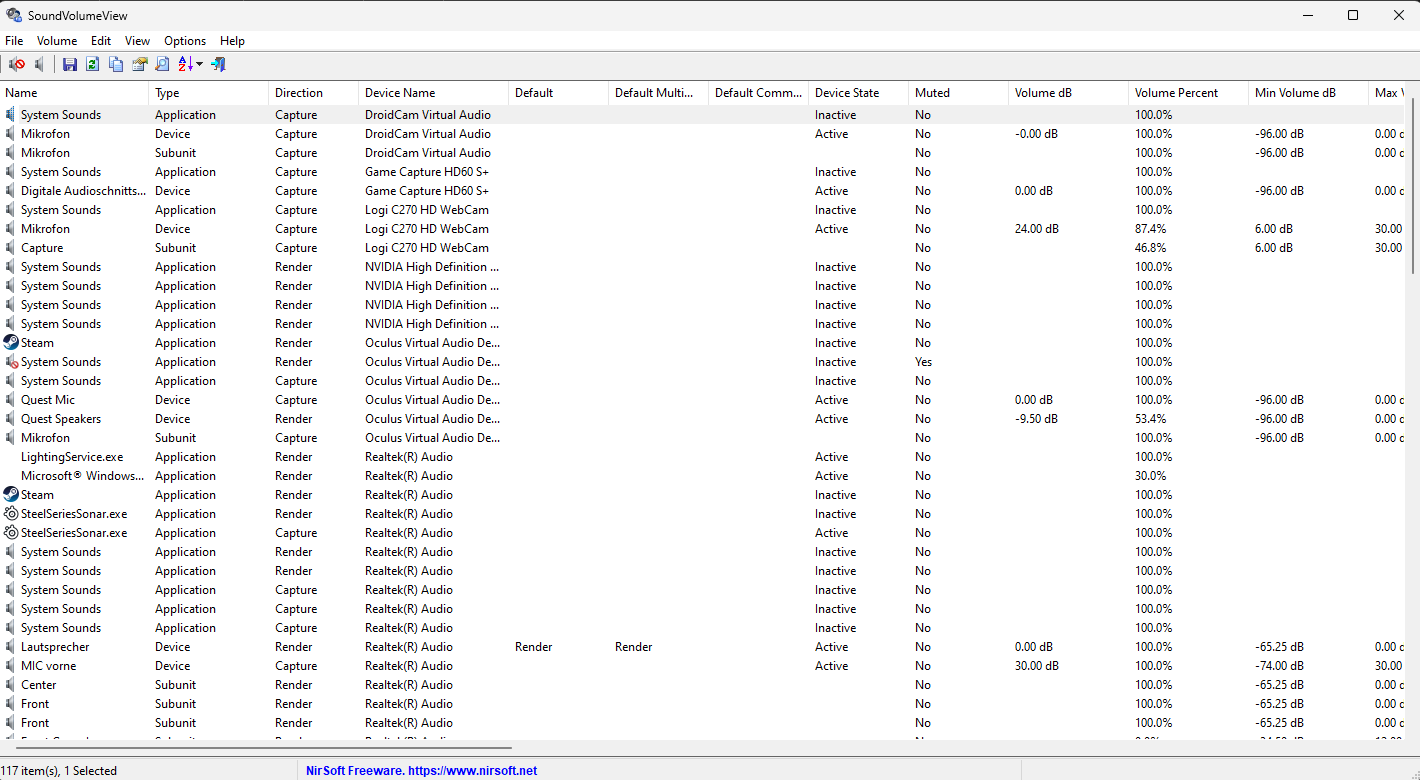 SoundVolumeView
File Volume Edit View Options Help
Name Type Direction Device Name Default Default Multi... Default Comm... Device State Muted Volume dB Volume Percent Min Volume dB Max
System Sounds Application Capture DroidCam Virtual Audio Inactive No 100.0%
Mikrofon Device Capture DroidCam Virtual Audio Active No -0.00 dB 100.0% -96.00 dB 0.00
Mikrofon Subunit Capture DroidCam Virtual Audio No 100.0% -96.00 dB 0.00
System Sounds Application Capture Game Capture HD60 S+ Inactive No 100.0%
Digitale Audioschnitts... Device Capture Game Capture HD60 S+ Active No 0.00 dB 100.0% -96.00 dB 0.00
System Sounds Application Capture Logi C270 HD WebCam Inactive No 100.0%
Mikrofon Device Capture Logi C270 HD WebCam Active No 24.00 dB 87.4% 6.00 dB 30.00
Capture Subunit Capture Logi C270 HD WebCam No 46.8% 6.00 dB 30.00
System Sounds Application Render NVIDIA High Definition ... Inactive No 100.0%
System Sounds Application Render NVIDIA High Definition ... Inactive No 100.0%
System Sounds Application Render NVIDIA High Definition ... Inactive No 100.0%
System Sounds Application Render NVIDIA High Definition ... Inactive No 100.0%
Steam Application Render Oculus Virtual Audio De... Inactive No 100.0%
System Sounds Application Render Oculus Virtual Audio De... Inactive Yes 100.0%
System Sounds Application Capture Oculus Virtual Audio De... Inactive No 100.0%
Quest Mic Device Capture Oculus Virtual Audio De... Active No 0.00 dB 100.0% -96.00 dB 0.00
Quest Speakers Device Render Oculus Virtual Audio De... Active No -9.50 dB 53.4% -96.00 dB 0.00
Mikrofon Subunit Capture Oculus Virtual Audio De... No 100.0% -96.00 dB 0.00
LightingService.exe Application Render Realtek(R) Audio Active No 100.0%
Microsoft® Windows... Application Render Realtek(R) Audio Active No 30.0%
Steam Application Render Realtek(R) Audio Inactive No 100.0%
SteelSeriesSonar.exe Application Render Realtek(R) Audio Inactive No 100.0%
SteelSeriesSonar.exe Application Capture Realtek(R) Audio Active No 100.0%
System Sounds Application Render Realtek(R) Audio Inactive No 100.0%
System Sounds Application Render Realtek(R) Audio Inactive No 100.0%
System Sounds Application Capture Realtek(R) Audio Inactive No 100.0%
System Sounds Application Capture Realtek(R) Audio Inactive No 100.0%
System Sounds Application Capture Realtek(R) Audio Inactive No 100.0%
Lautsprecher Device Render Realtek(R) Audio Render Render Active No 0.00 dB 100.0% -65.25 dB 0.00
MIC vorne Device Capture Realtek(R) Audio Active No 30.00 dB 100.0% -74.00 dB 30.00
Center Subunit Render Realtek(R) Audio No 100.0% -65.25 dB 0.00
Front Subunit Render Realtek(R) Audio No 100.0% -65.25 dB 0.00
Front Subunit Render Realtek(R) Audio No 100.0% -65.25 dB 0.00
117 item(s), 1 Selected NirSoft Freeware. https://www.nirsoft.net